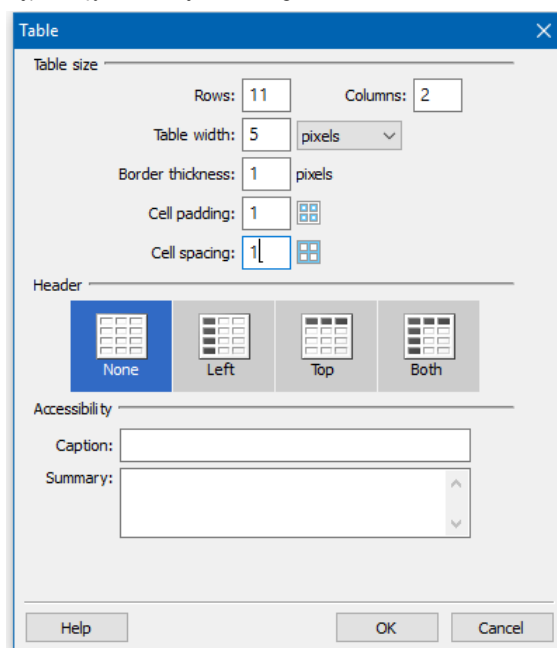 Table
Table size
Rows: 11 Columns: 2
Table width: 5 pixels
Border thickness: 1 pixels
Cell padding: 1
Cell spacing: 1
Header
None Left Top Both
Accessibility
Caption:
Summary:
Help OK Cancel